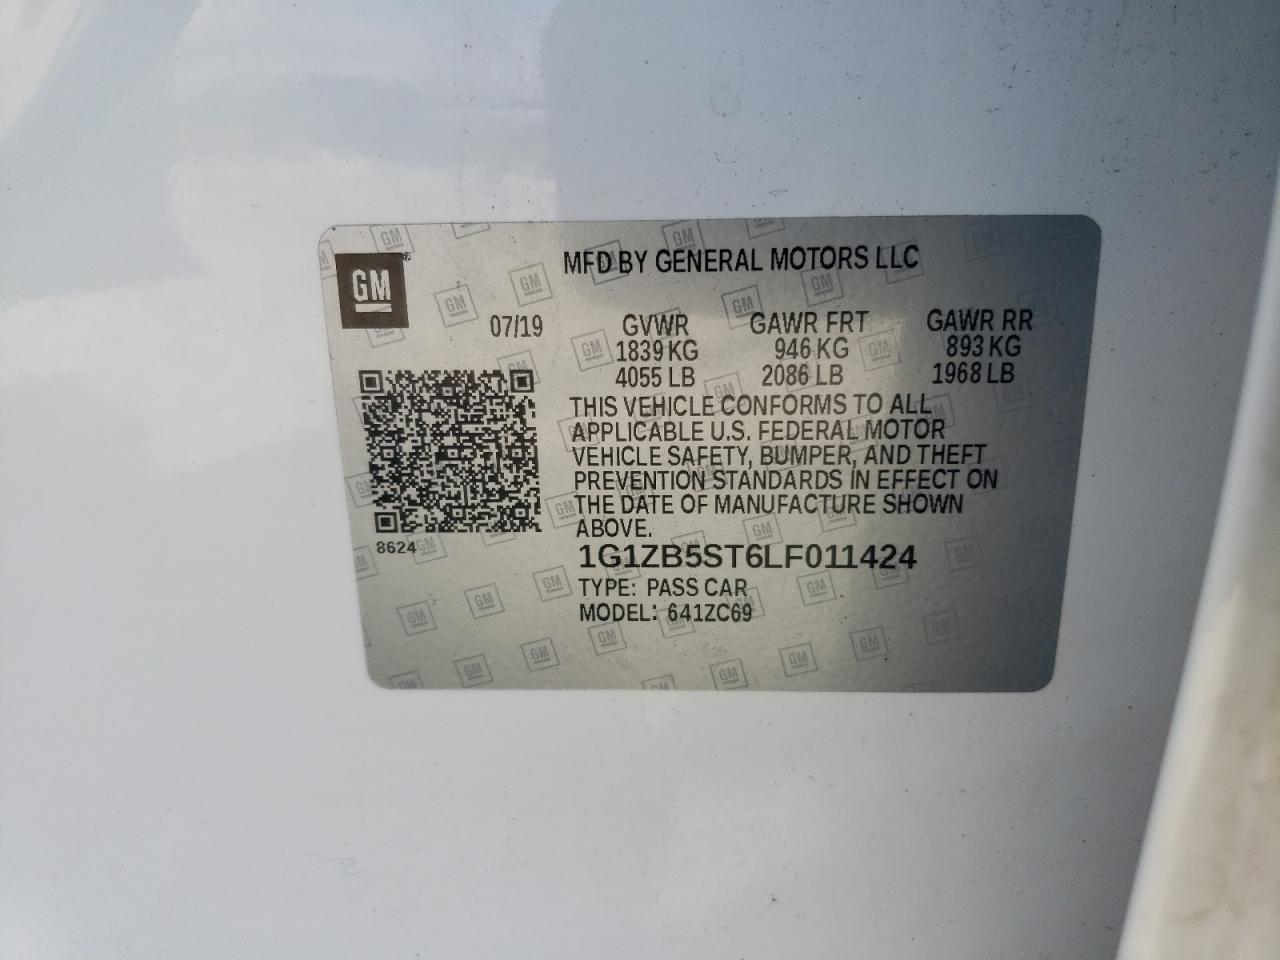 MFD BY GENERAL MOTORS LLC
GM®
07/19 GVWR GAWR FRT GAWR RR
1839 KG 946 KG 893 KG
4055 LB 2086 LB 1968 LB
THIS VEHICLE CONFORMS TO ALL
APPLICABLE U.S. FEDERAL MOTOR
VEHICLE SAFETY, BUMPER, AND THEFT
PREVENTION STANDARDS IN EFFECT ON
THE DATE OF MANUFACTURE SHOWN
ABOVE.
8624
1G1ZB5ST6LF011424
TYPE: PASS CAR
MODEL: 641ZC69